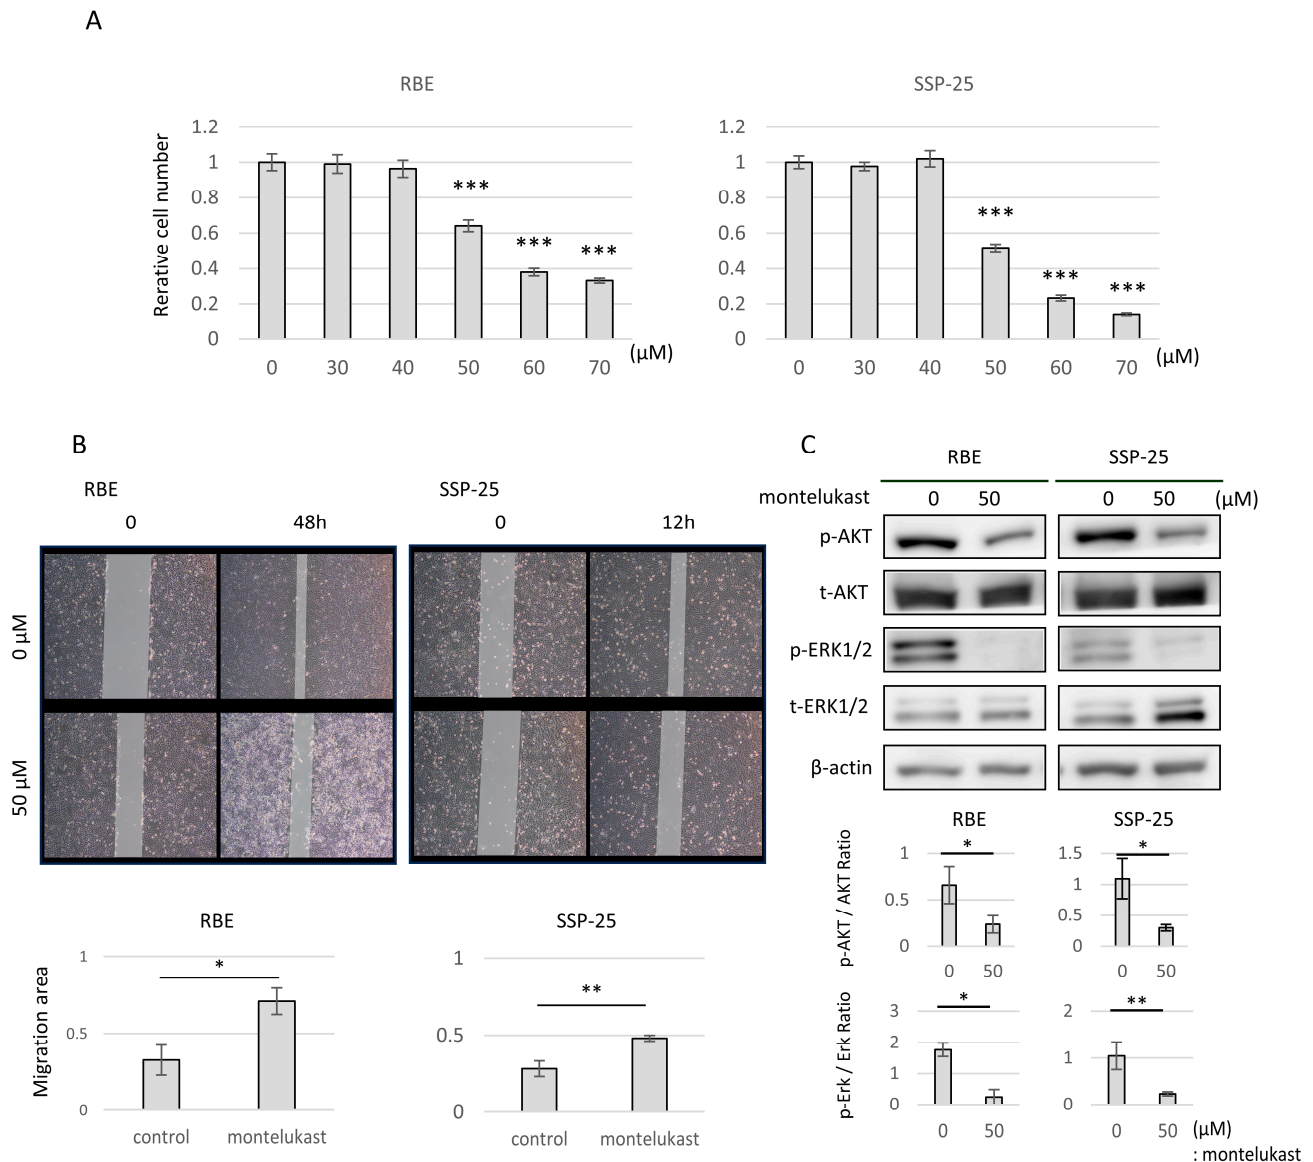 A
RBE
SSP-25
Rerative cell number
1.2
1
0.8
0.6
0.4
0.2
0
***
***
***
0 30 40 50 60 70 (μM)
1.2
1
0.8
0.6
0.4
0.2
0
***
***
***
0 30 40 50 60 70 (μM)
B
RBE
SSP-25
0 48h
0 12h
0 μM
50 μM
RBE
Migration area
1
0.5
0
*
control montelukast
SSP-25
1
0.5
0
**
control montelukast
C
RBE SSP-25
montelukast 0 50 0 50 (μM)
p-AKT
t-AKT
p-ERK1/2
t-ERK1/2
β-actin
RBE SSP-25
p-AKT / AKT Ratio
1
0.5
0
*
0 50
1.5
1
0.5
0
*
0 50
p-Erk / Erk Ratio
3
2
1
0
*
0 50
2
1
0
**
0 50 (μM)
: montelukast